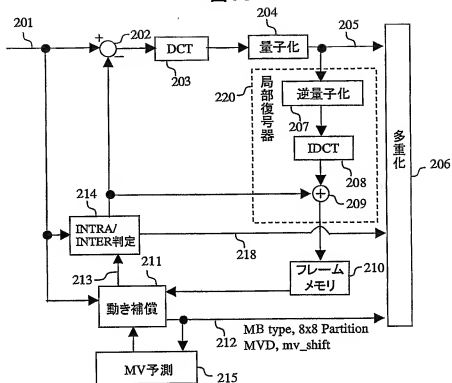 201
+
202
−
DCT
203
204
量子化
205
220
局部復号器
逆量子化
207
IDCT
208
+
209
多重化
206
214
INTRA/
INTER判定
218
213
211
動き補償
フレーム
メモリ
210
212
MB type, 8x8 Partition
MVD, mv_shift
MV予測
215